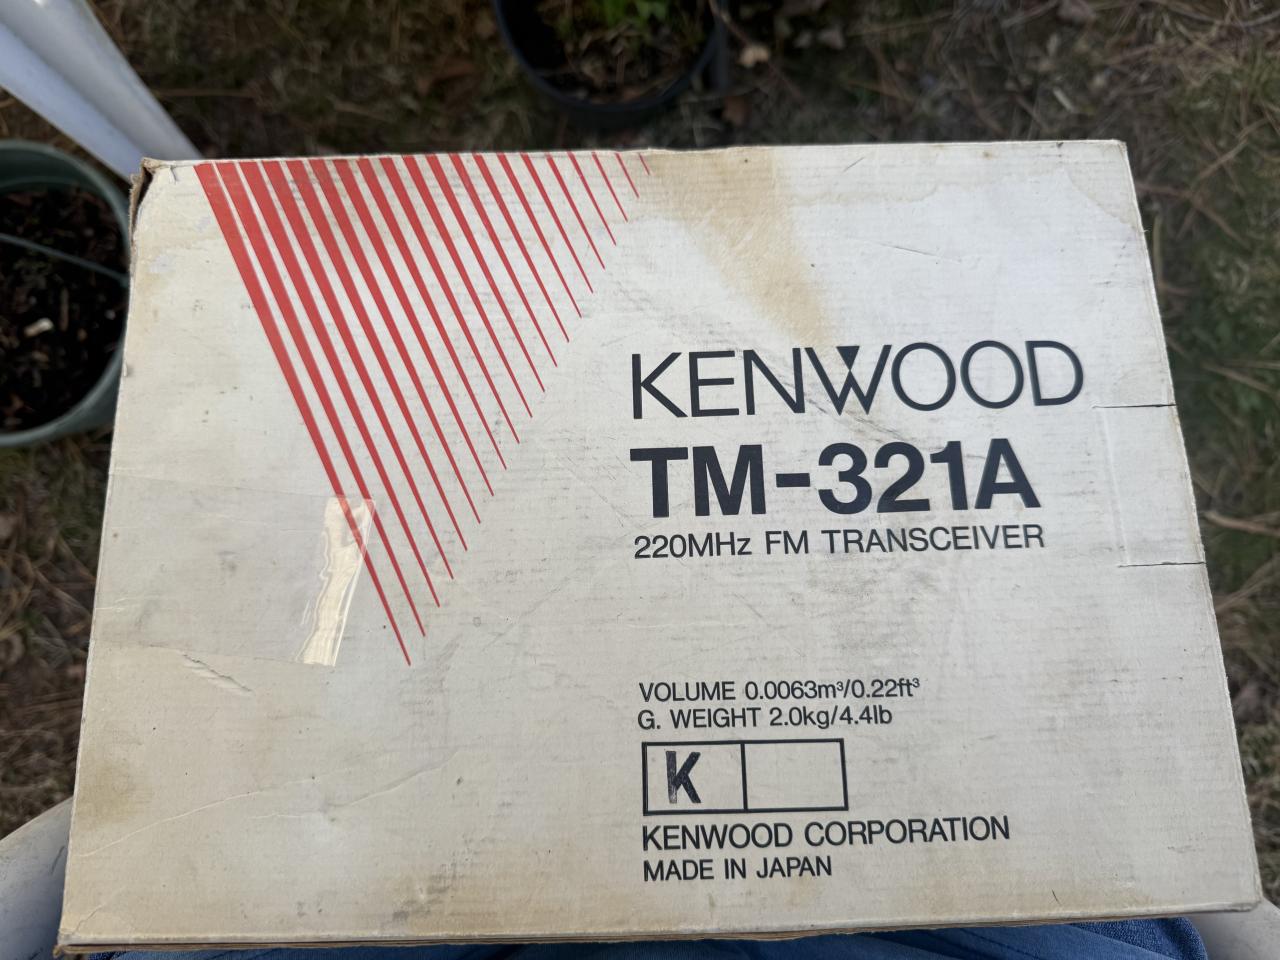 KENWOOD
TM-321A
220MHz FM TRANSCEIVER
VOLUME 0.0063m³/0.22ft³
G. WEIGHT 2.0kg/4.4lb
K
KENWOOD CORPORATION
MADE IN JAPAN